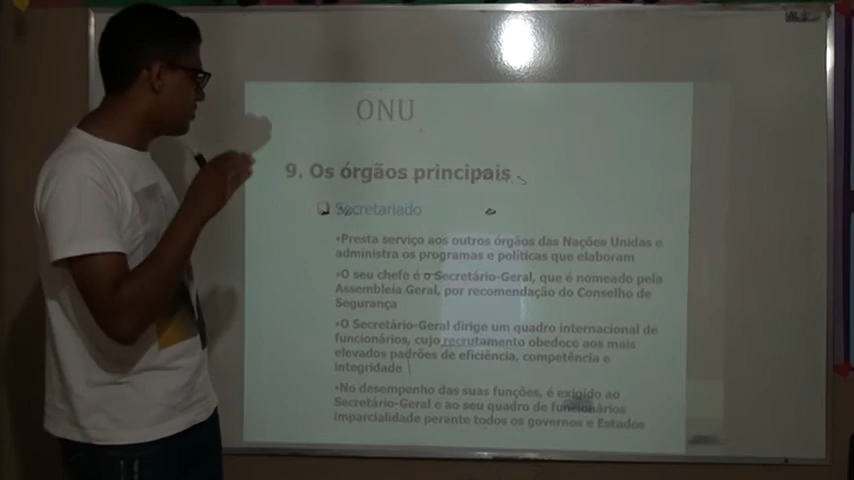 ONU
9. Os órgãos principais
Secretariado
•Presta serviço aos outros órgãos das Nações Unidas e
administra os programas e políticas que elaboram
•O seu chefe é o Secretário-Geral, que é nomeado pela
Assembleia Geral, por recomendação do Conselho de
Segurança
•O Secretário-Geral dirige um quadro internacional de
funcionários, cujo recrutamento obedece aos mais
elevados padrões de eficiência, competência e
integridade
•No desempenho das suas funções, é exigido ao
Secretário-Geral e ao seu quadro de funcionários
imparcialidade perante todos os governos e Estados